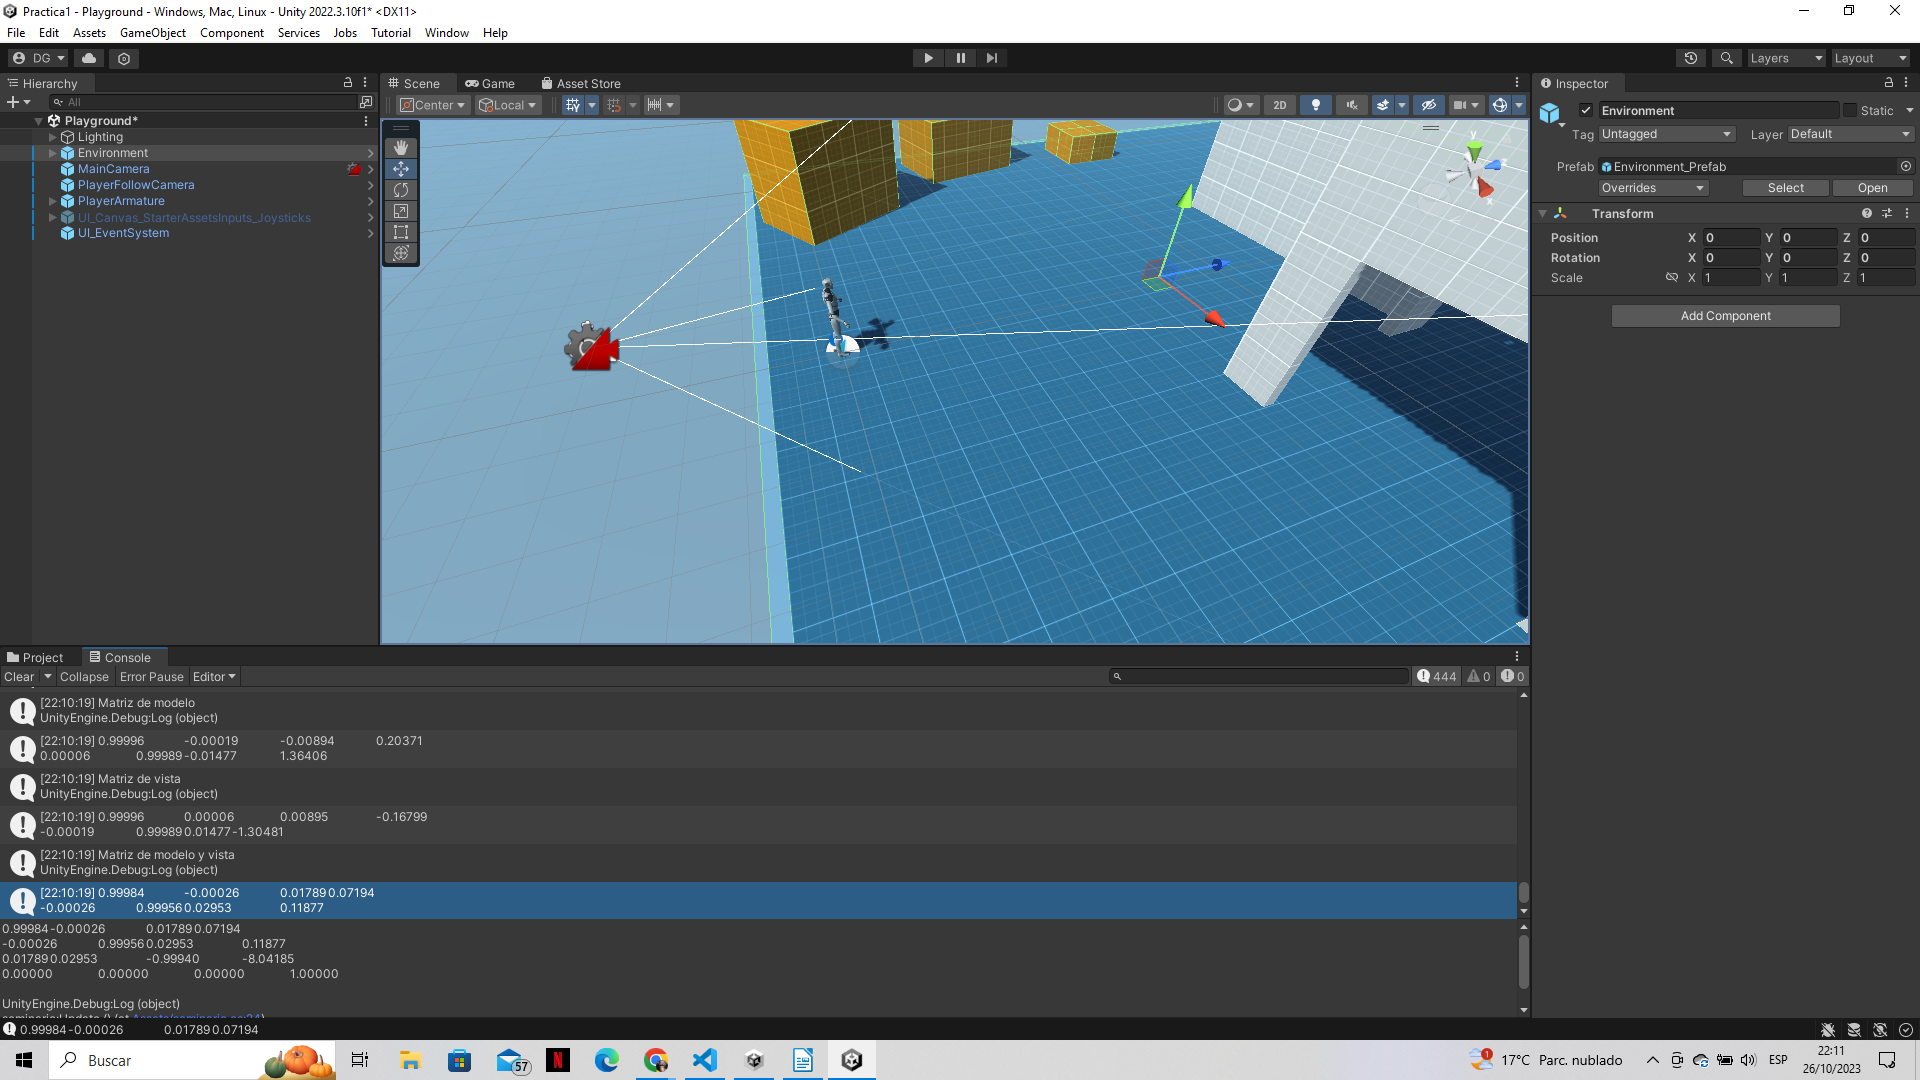 Practica1 - Playground - Windows, Mac, Linux - Unity 2022.3.10f1* <DX11>
File Edit Assets GameObject Component Services Jobs Tutorial Window Help
DG
Layers Layout
Hierarchy
Scene Game Asset Store
Inspector
All
Center Local 2D
Playground*
Lighting
Environment
MainCamera
PlayerFollowCamera
PlayerArmature
UI_Canvas_StarterAssetsInputs_Joysticks
UI_EventSystem
y
x
Environment Static
Tag Untagged Layer Default
Prefab Environment_Prefab
Overrides Select Open
Transform
Position X 0 Y 0 Z 0
Rotation X 0 Y 0 Z 0
Scale X 1 Y 1 Z 1
Add Component
Project Console
Clear Collapse Error Pause Editor 444 0 0
[22:10:19] Matriz de modelo
UnityEngine.Debug:Log (object)
[22:10:19] 0.99996 -0.00019 -0.00894 0.20371
0.00006 0.99989 -0.01477 1.36406
[22:10:19] Matriz de vista
UnityEngine.Debug:Log (object)
[22:10:19] 0.99996 0.00006 0.00895 -0.16799
-0.00019 0.99989 0.01477 -1.30481
[22:10:19] Matriz de modelo y vista
UnityEngine.Debug:Log (object)
[22:10:19] 0.99984 -0.00026 0.01789 0.07194
-0.00026 0.99956 0.02953 0.11877
0.99984 -0.00026 0.01789 0.07194
-0.00026 0.99956 0.02953 0.11877
0.01789 0.02953 -0.99940 -8.04185
0.00000 0.00000 0.00000 1.00000
UnityEngine.Debug:Log (object)
0.99984 -0.00026 0.01789 0.07194
Buscar
57
1
17°C Parc. nublado
ESP
22:11
26/10/2023